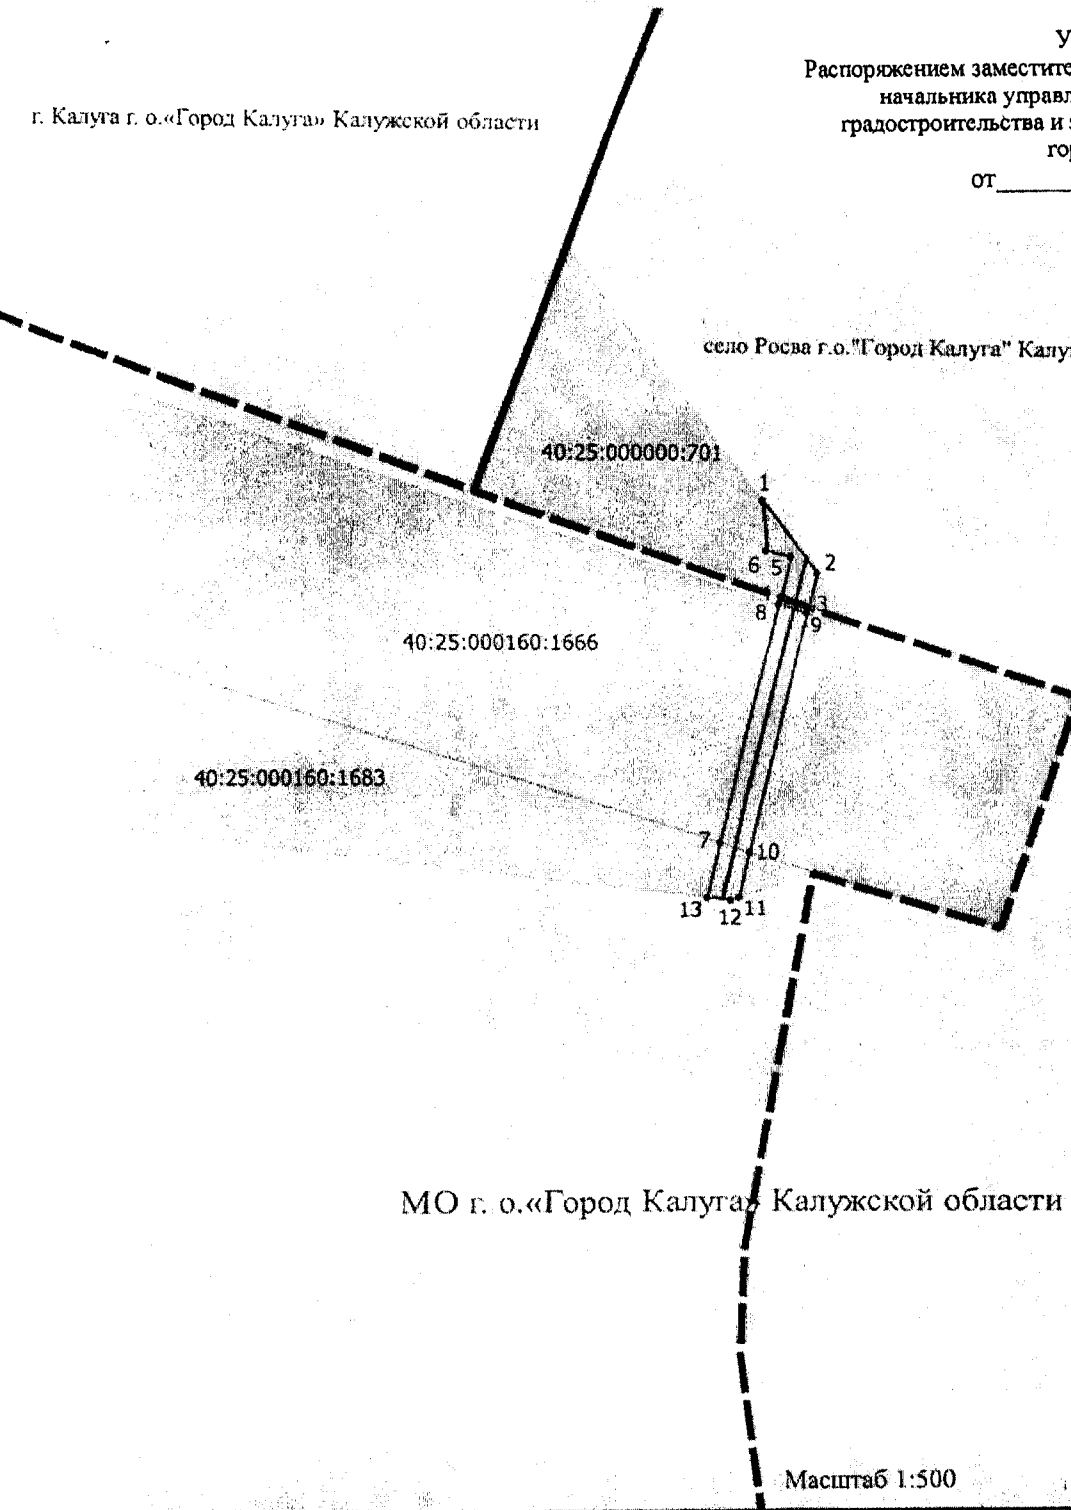 У
Распоряжением заместите
начальника управл
градостроительства и з
гор
от
г. Калуга г. о.«Город Калуга» Калужской области
село Росва г.о."Город Калуга" Калу
40:25:000000:701
1
2
6 5
3
8
9
40:25:000160:1666
40:25:000160:1683
7
10
13 12 11
МО г. о.«Город Калуга» Калужской области
Масштаб 1:500